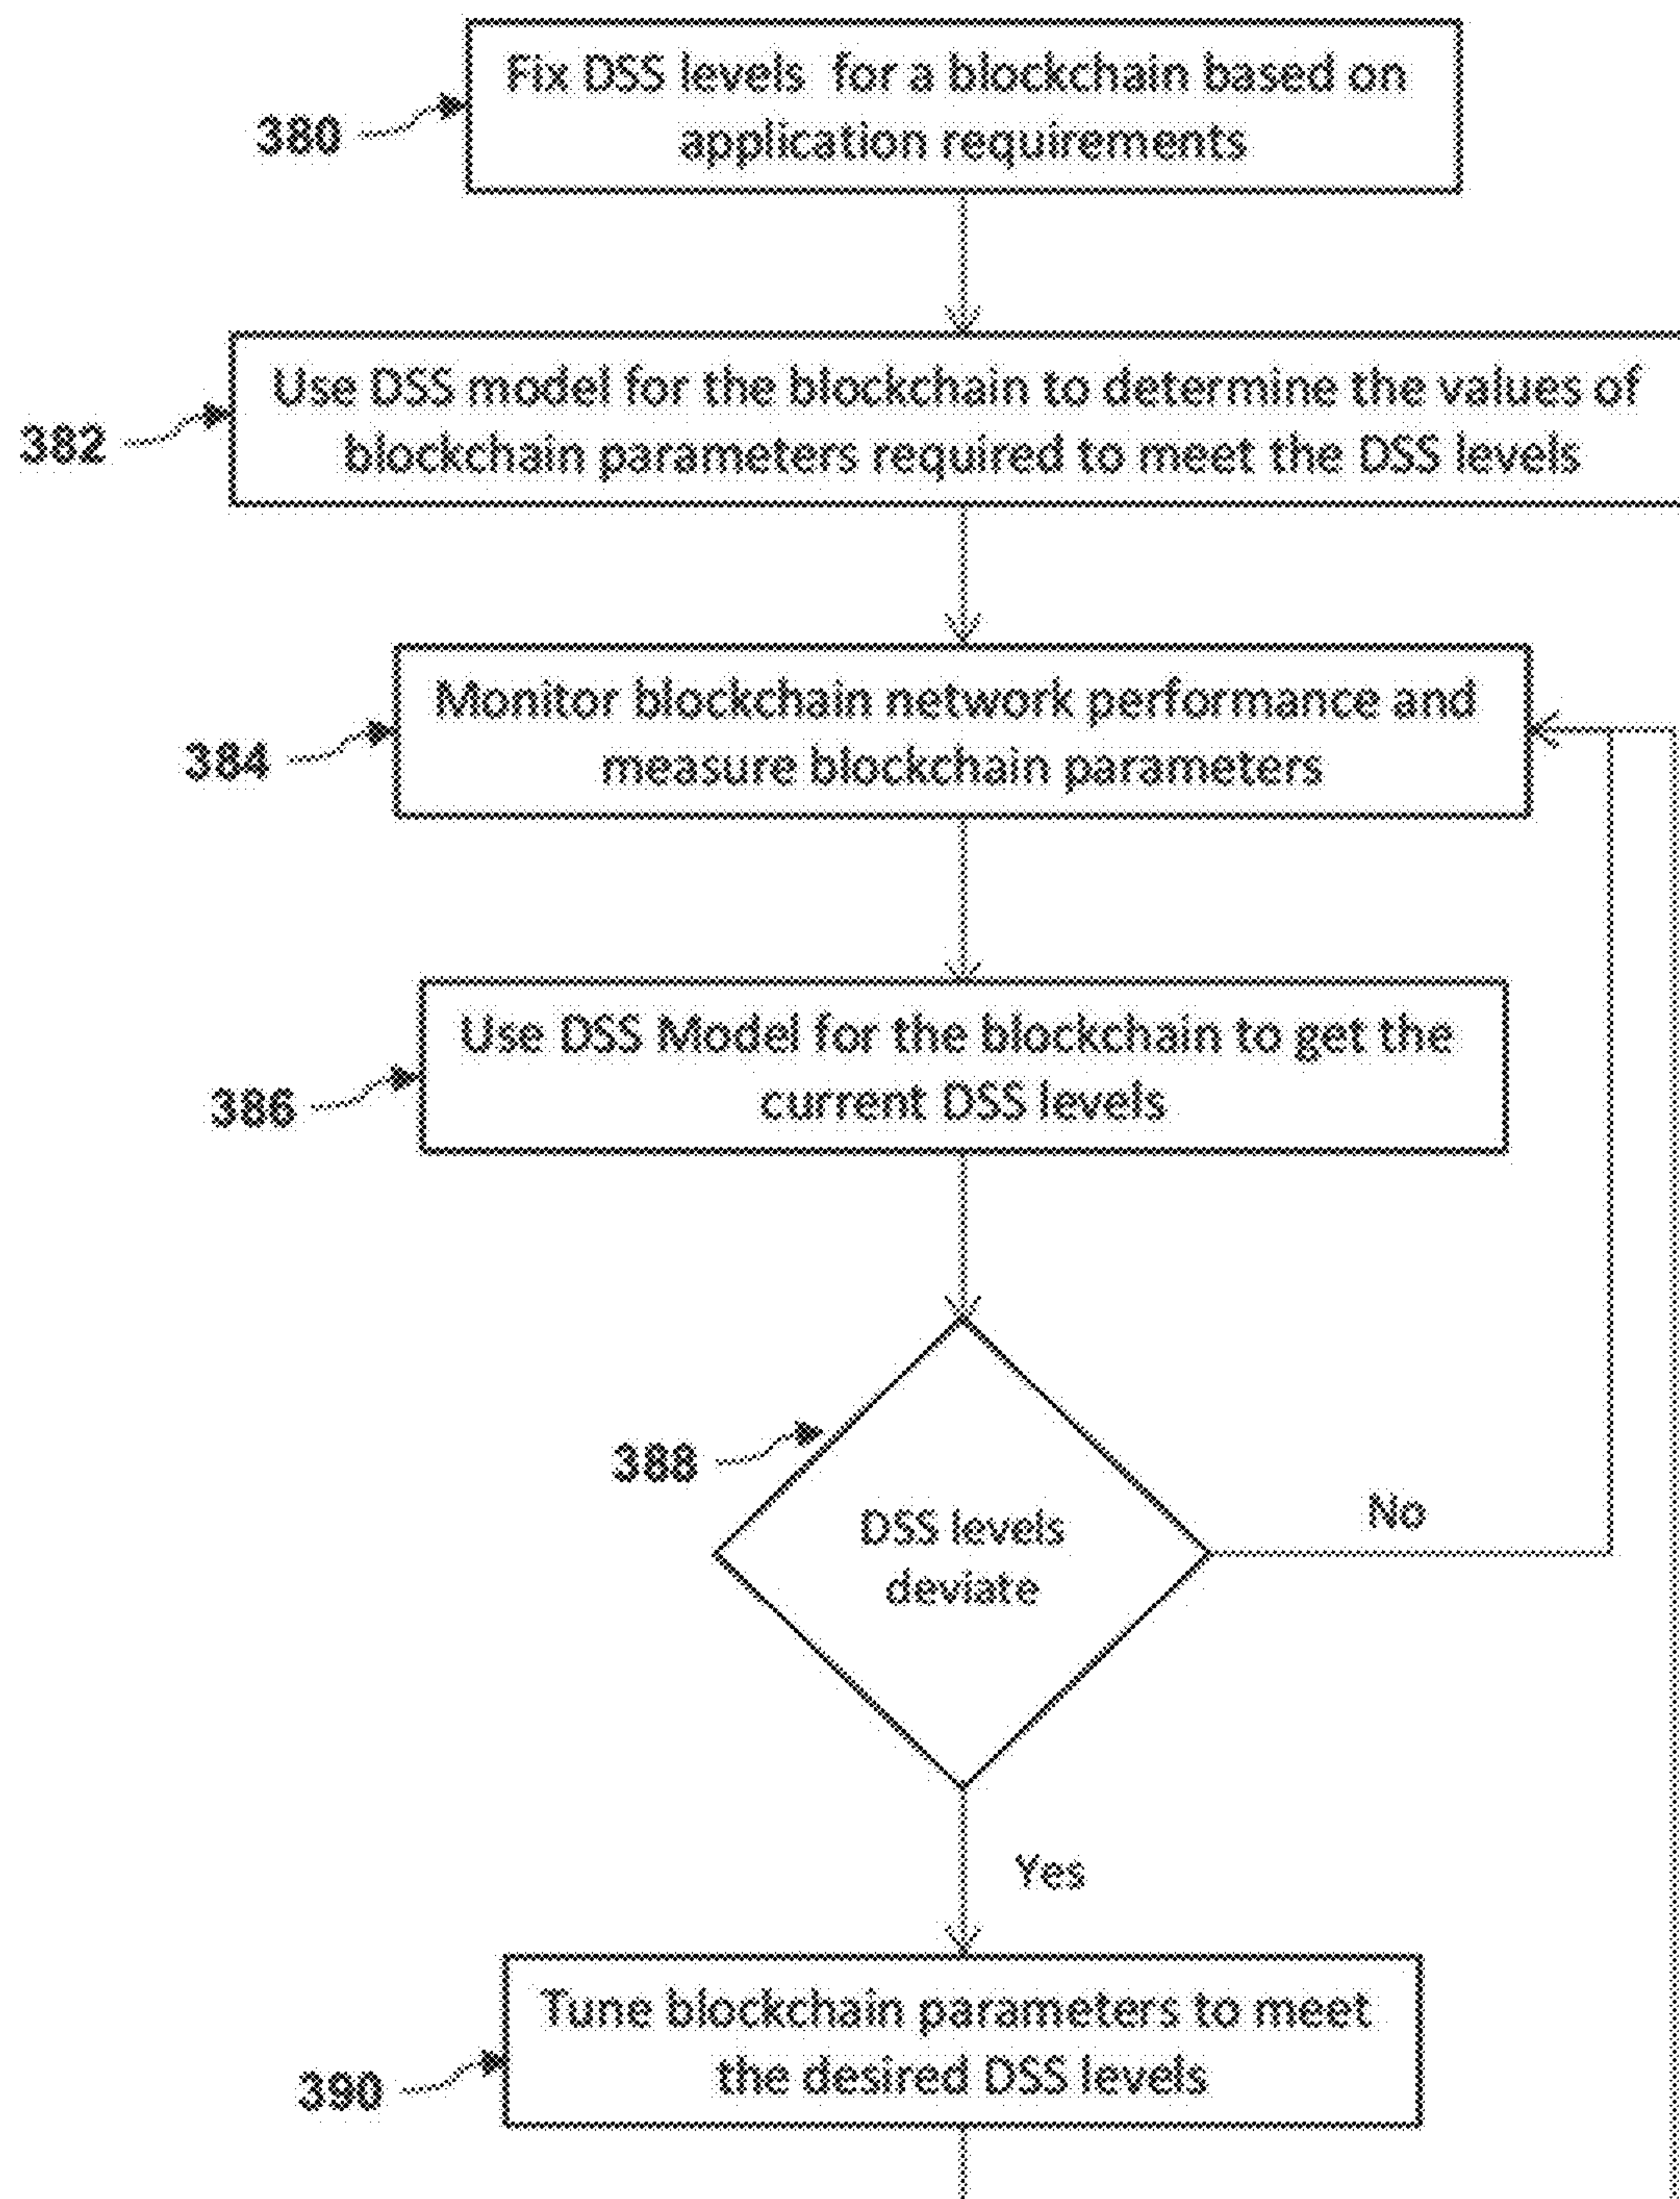 Fix DSS levels for a blockchain based on
application requirements
380
Use DSS model for the blockchain to determine the values of
blockchain parameters required to meet the DSS levels
382
Monitor blockchain network performance and
measure blockchain parameters
384
Use DSS Model for the blockchain to get the
current DSS levels
386
388
DSS levels
deviate
No
Yes
Tune blockchain parameters to meet
the desired DSS levels
390